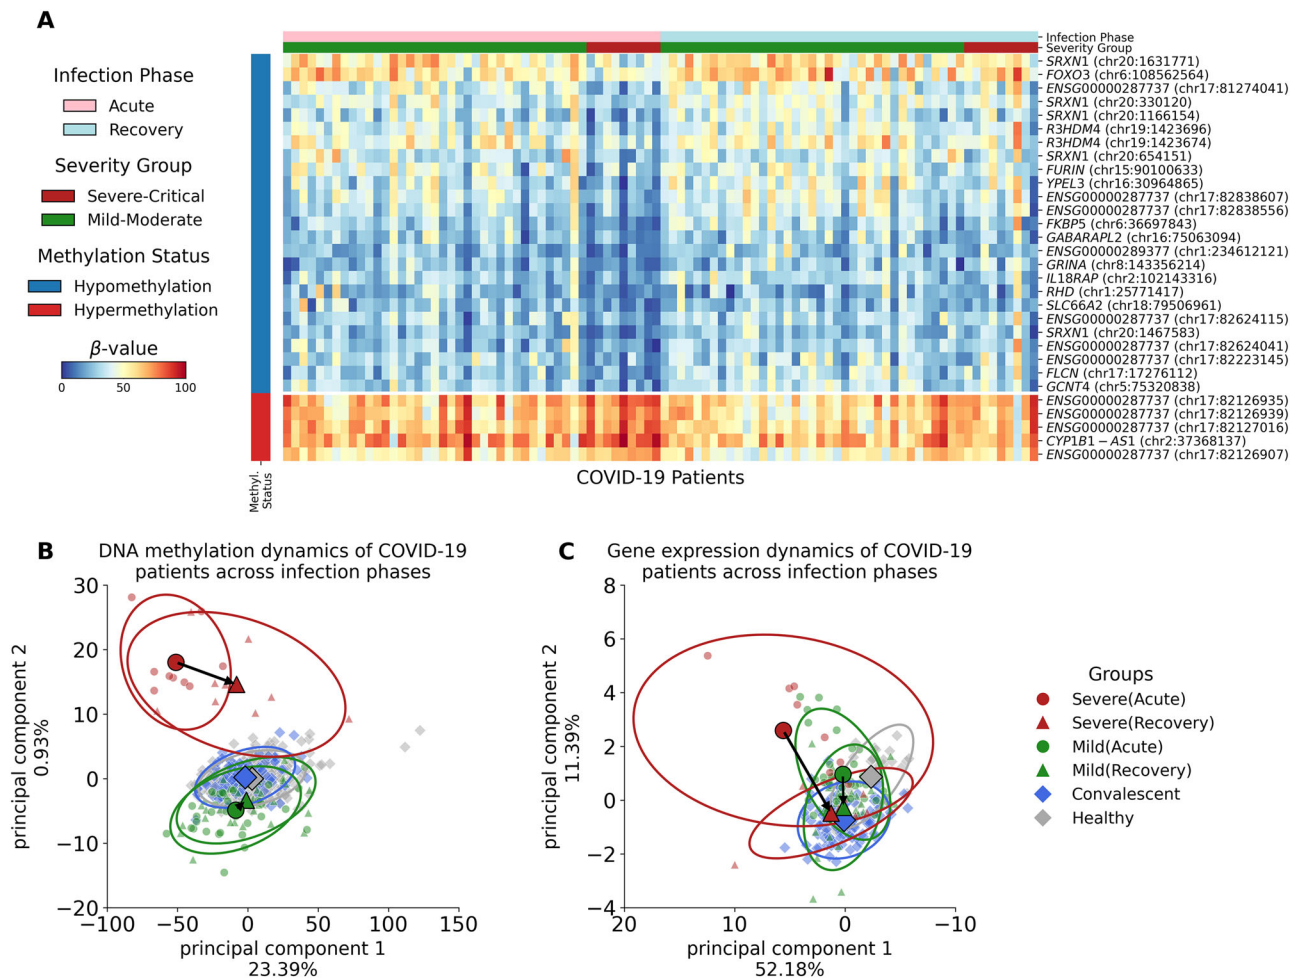 A
Infection Phase
Acute
Recovery
Severity Group
Severe-Critical
Mild-Moderate
Methylation Status
Hypomethylation
Hypermethylation
β-value
0 50 100
Methyl.
Status
Infection Phase
Severity Group
SRXN1 (chr20:1631771)
FOXO3 (chr6:108562564)
ENSG00000287737 (chr17:81274041)
SRXN1 (chr20:330120)
SRXN1 (chr20:1166154)
R3HDM4 (chr19:1423696)
R3HDM4 (chr19:1423674)
SRXN1 (chr20:654151)
FURIN (chr15:90100633)
YPEL3 (chr16:30964865)
ENSG00000287737 (chr17:82838607)
ENSG00000287737 (chr17:82838556)
FKBP5 (chr6:36697843)
GABARAPL2 (chr16:75063094)
ENSG00000289377 (chr1:234612121)
GRINA (chr8:143356214)
IL18RAP (chr2:102143316)
RHD (chr1:25771417)
SLC66A2 (chr18:79506961)
ENSG00000287737 (chr17:82624115)
SRXN1 (chr20:1467583)
ENSG00000287737 (chr17:82624041)
ENSG00000287737 (chr17:82223145)
FLCN (chr17:17276112)
GCNT4 (chr5:75320838)
ENSG00000287737 (chr17:82126935)
ENSG00000287737 (chr17:82126939)
ENSG00000287737 (chr17:82127016)
CYP1B1 − AS1 (chr2:37368137)
ENSG00000287737 (chr17:82126907)
COVID-19 Patients
B
DNA methylation dynamics of COVID-19
patients across infection phases
principal component 2
0.93%
30
20
10
0
−10
−20
−100 −50 0 50 100 150
principal component 1
23.39%
C
Gene expression dynamics of COVID-19
patients across infection phases
principal component 2
11.39%
8
6
4
2
0
−2
−4
20 10 0 −10
principal component 1
52.18%
Groups
Severe(Acute)
Severe(Recovery)
Mild(Acute)
Mild(Recovery)
Convalescent
Healthy